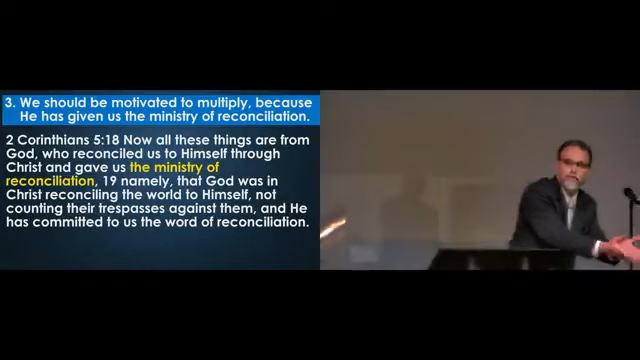 3. We should be motivated to multiply, because
He has given us the ministry of reconciliation.
2 Corinthians 5:18 Now all these things are from
God, who reconciled us to Himself through
Christ and gave us the ministry of
reconciliation, 19 namely, that God was in
Christ reconciling the world to Himself, not
counting their trespasses against them, and He
has committed to us the word of reconciliation.